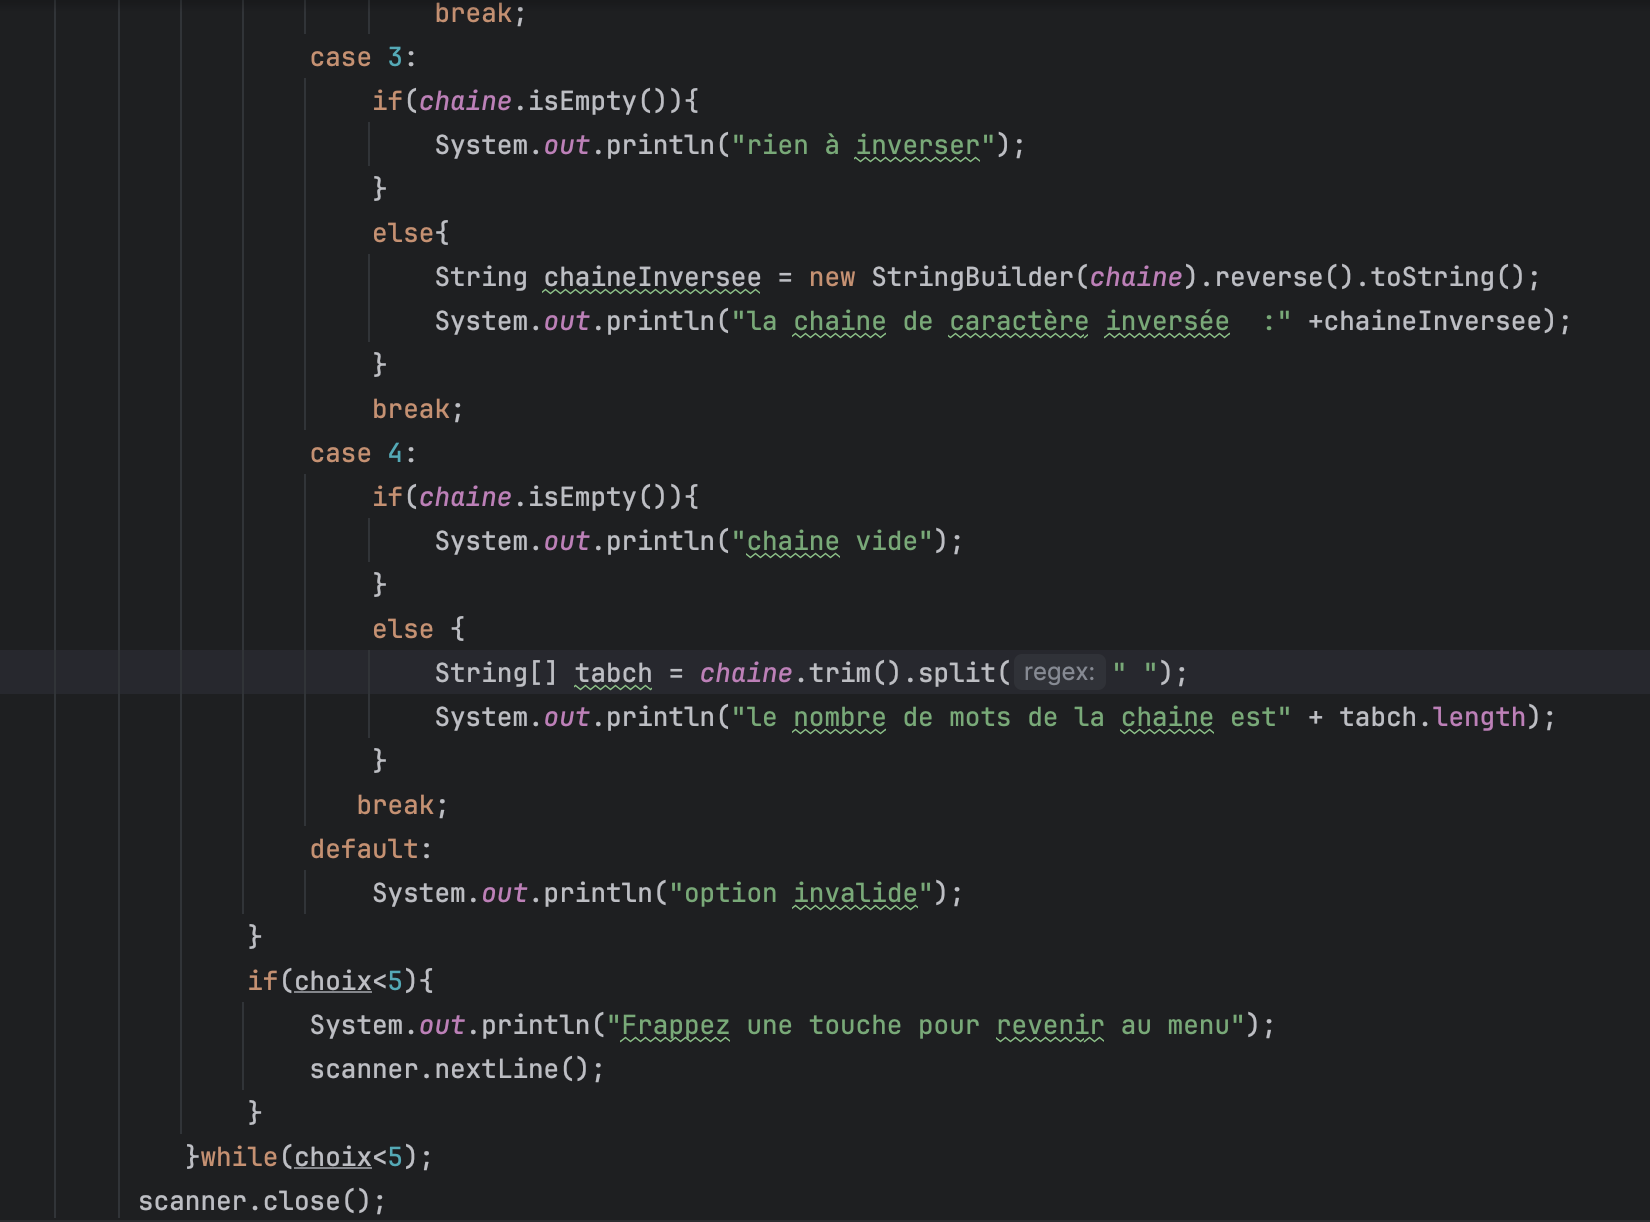 break;
case 3:
if(chaine.isEmpty()){
System.out.println("rien à inverser");
}
else{
String chaineInversee = new StringBuilder(chaine).reverse().toString();
System.out.println("la chaine de caractère inversée  :" +chaineInversee);
}
break;
case 4:
if(chaine.isEmpty()){
System.out.println("chaine vide");
}
else {
String[] tabch = chaine.trim().split( regex: " ");
System.out.println("le nombre de mots de la chaine est" + tabch.length);
}
break;
default:
System.out.println("option invalide");
}
if(choix<5){
System.out.println("Frappez une touche pour revenir au menu");
scanner.nextLine();
}
}while(choix<5);
scanner.close();